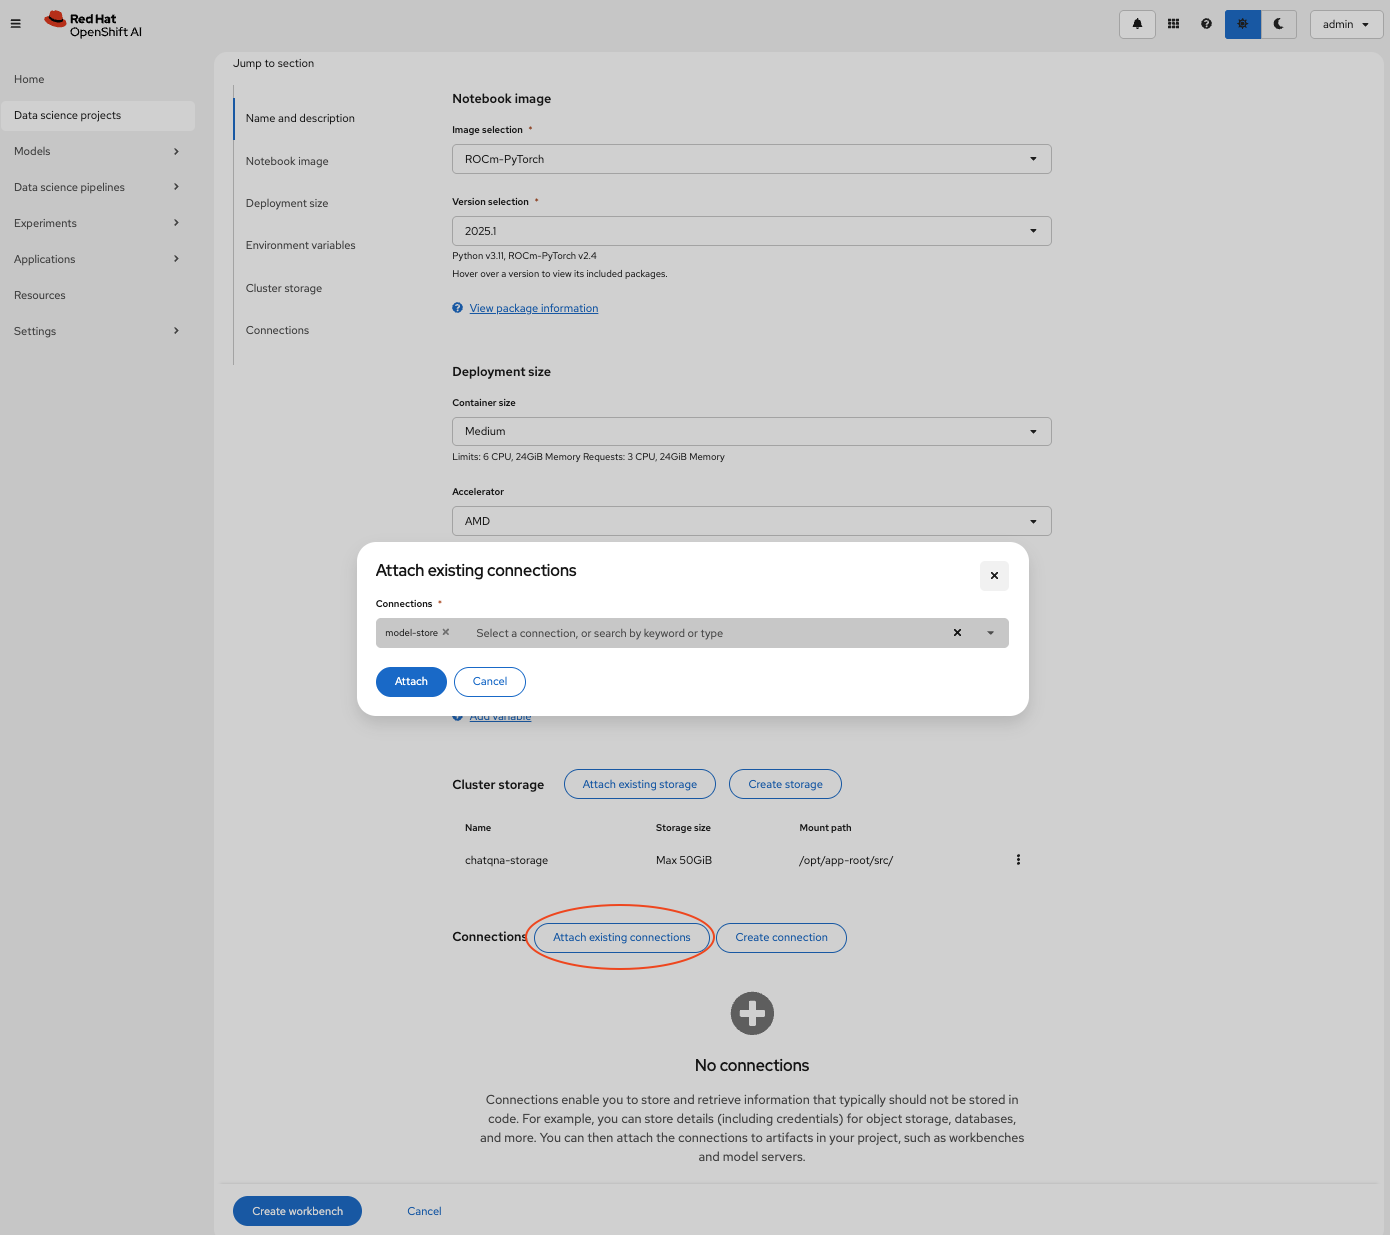 Red Hat
OpenShift AI
admin
Home
Data science projects
Models
Data science pipelines
Experiments
Applications
Resources
Settings
Jump to section
Name and description
Notebook image
Deployment size
Environment variables
Cluster storage
Connections
Notebook image
Image selection *
ROCm-PyTorch
Version selection *
2025.1
Python v3.11, ROCm-PyTorch v2.4
Hover over a version to view its included packages.
View package information
Deployment size
Container size
Medium
Limits: 6 CPU, 24GiB Memory Requests: 3 CPU, 24GiB Memory
Accelerator
AMD
Attach existing connections
Connections *
model-store Select a connection, or search by keyword or type
Attach Cancel
Add variable
Cluster storage Attach existing storage Create storage
Name Storage size Mount path
chatqna-storage Max 50GiB /opt/app-root/src/
Connections Attach existing connections Create connection
No connections
Connections enable you to store and retrieve information that typically should not be stored in
code. For example, you can store details (including credentials) for object storage, databases,
and more. You can then attach the connections to artifacts in your project, such as workbenches
and model servers.
Create workbench Cancel